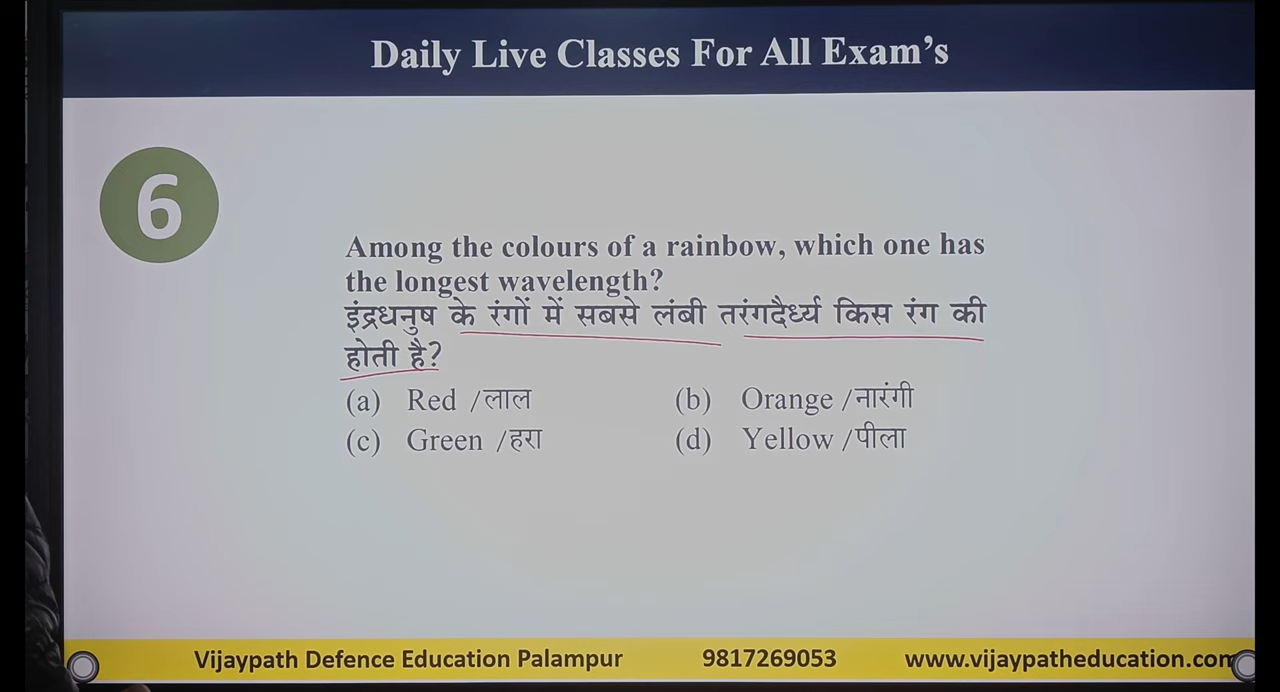 Daily Live Classes For All Exam’s
6
Among the colours of a rainbow, which one has
the longest wavelength?
इंद्रधनुष के रंगों में सबसे लंबी तरंगदैर्ध्य किस रंग की
होती है?
(a) Red /लाल (b) Orange /नारंगी
(c) Green /हरा (d) Yellow /पीला
Vijaypath Defence Education Palampur 9817269053 www.vijaypatheducation.com